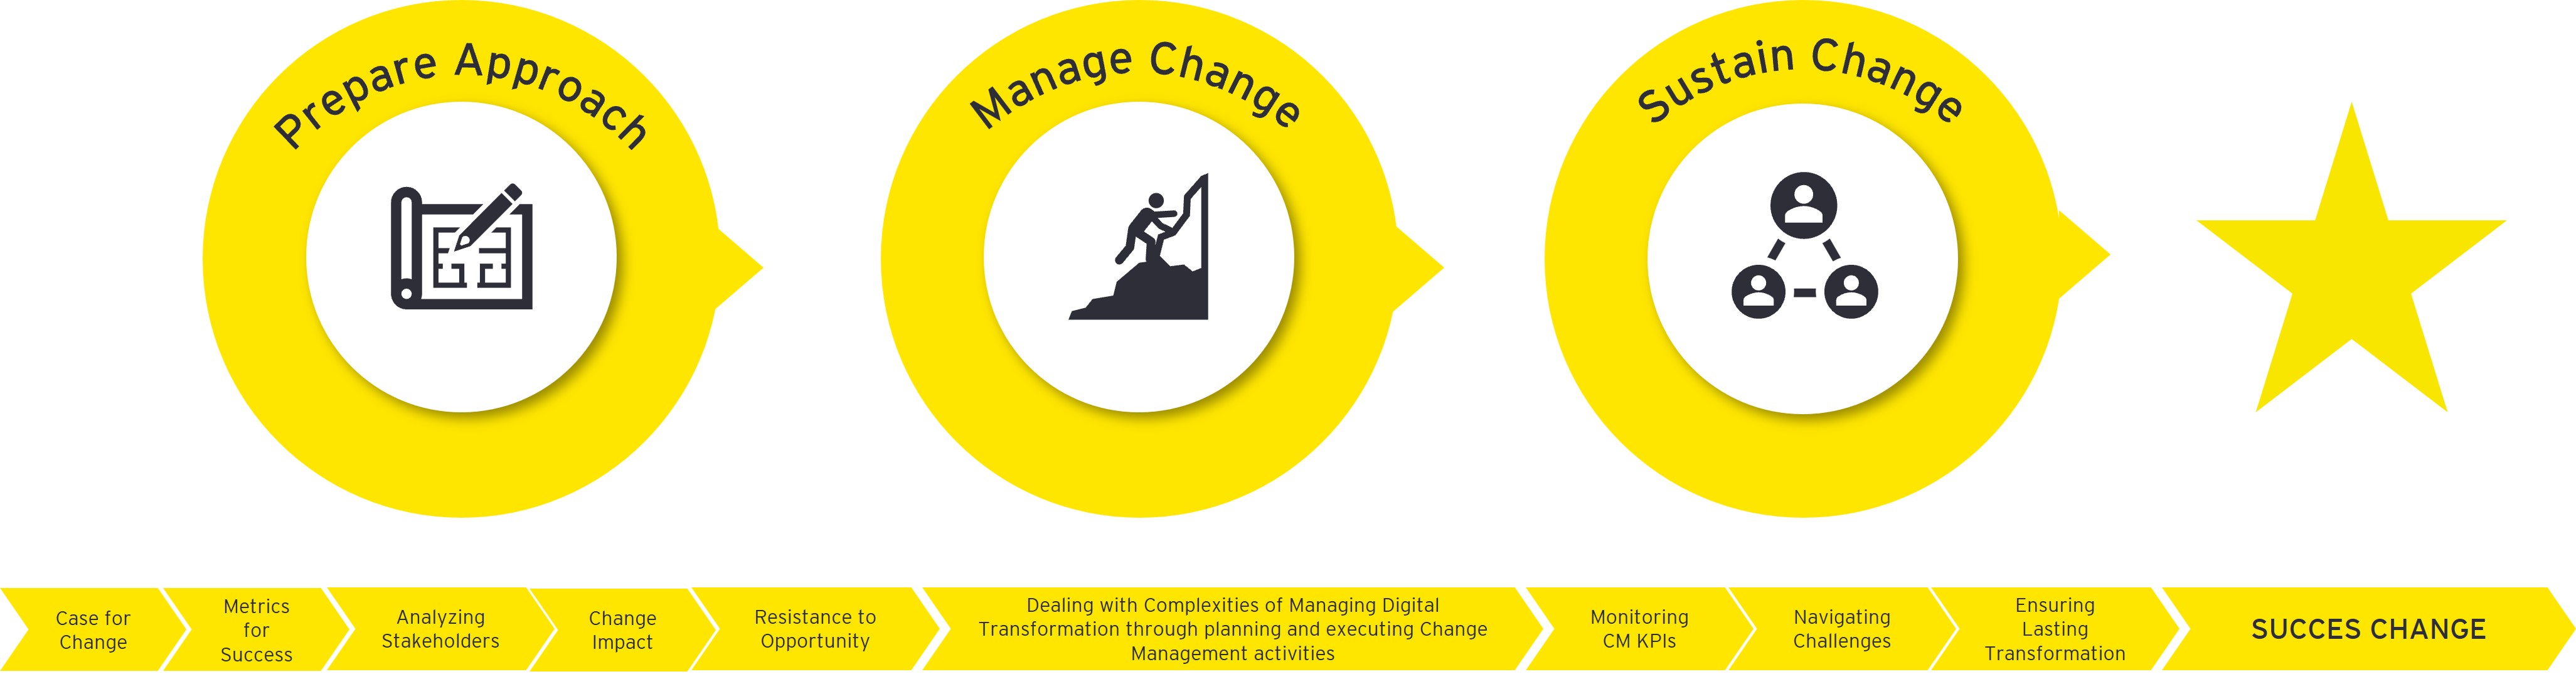 Prepare Approach
Manage Change
Sustain Change
Case for
Change
Metrics
for
Success
Analyzing
Stakeholders
Change
Impact
Resistance to
Opportunity
Dealing with Complexities of Managing Digital
Transformation through planning and executing Change
Management activities
Monitoring
CM KPIs
Navigating
Challenges
Ensuring
Lasting
Transformation
SUCCES CHANGE